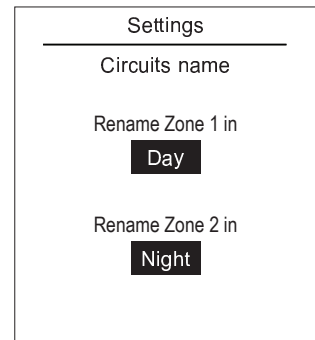 Settings
Circuits name
Rename Zone 1 in
Day
Rename Zone 2 in
Night